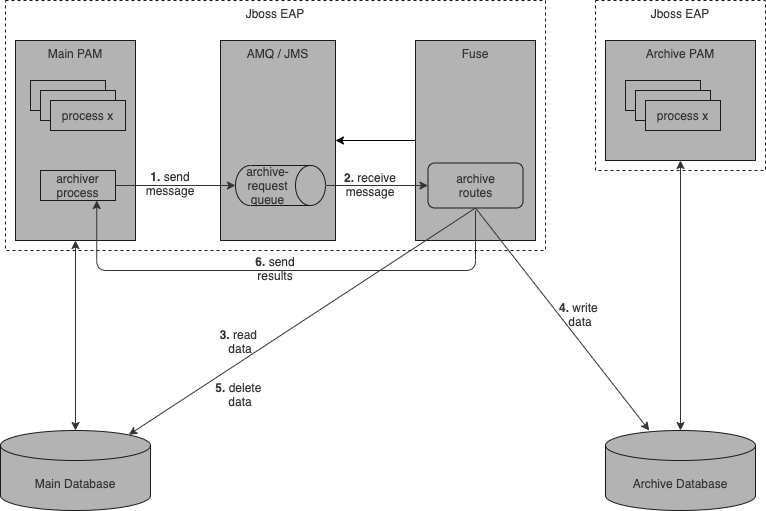 Jboss EAP
Jboss EAP
Main PAM
AMQ / JMS
Fuse
Archive PAM
process x
process x
archiver
process
1. send
message
archive-
request
queue
2. receive
message
archive
routes
6. send
results
3. read
data
4. write
data
5. delete
data
Main Database
Archive Database